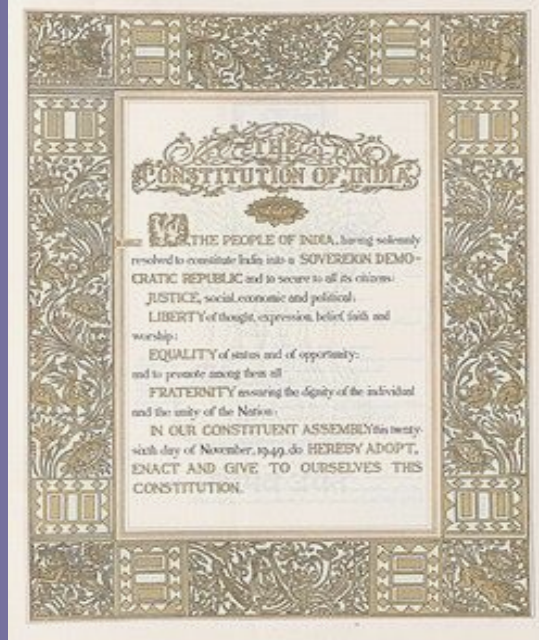 THE
CONSTITUTION OF INDIA
WE, THE PEOPLE OF INDIA, having solemnly
resolved to constitute India into a SOVEREIGN DEMO-
CRATIC REPUBLIC and to secure to all its citizens:
JUSTICE, social, economic and political;
LIBERTY of thought, expression, belief, faith and
worship;
EQUALITY of status and of opportunity;
and to promote among them all
FRATERNITY assuring the dignity of the individual
and the unity of the Nation;
IN OUR CONSTITUENT ASSEMBLY this twenty-
sixth day of November, 1949, do HEREBY ADOPT,
ENACT AND GIVE TO OURSELVES THIS
CONSTITUTION.